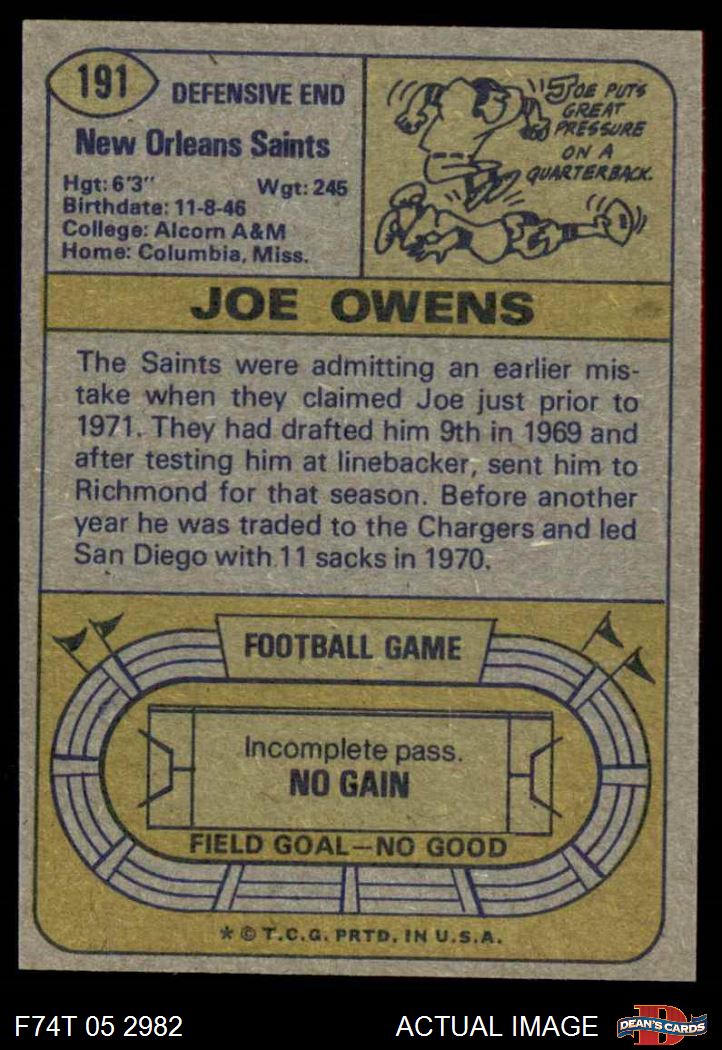 191
DEFENSIVE END
New Orleans Saints
Hgt: 6'3" Wgt: 245
Birthdate: 11-8-46
College: Alcorn A&M
Home: Columbia, Miss.
JOE PUTS
GREAT
PRESSURE
ON A
QUARTERBACK.
JOE OWENS
The Saints were admitting an earlier mis-
take when they claimed Joe just prior to
1971. They had drafted him 9th in 1969 and
after testing him at linebacker, sent him to
Richmond for that season. Before another
year he was traded to the Chargers and led
San Diego with 11 sacks in 1970.
FOOTBALL GAME
Incomplete pass.
NO GAIN
FIELD GOAL—NO GOOD
* © T.C.G. PRTD. IN U.S.A.
F74T 05 2982 ACTUAL IMAGE
D
DEAN'S CARDS